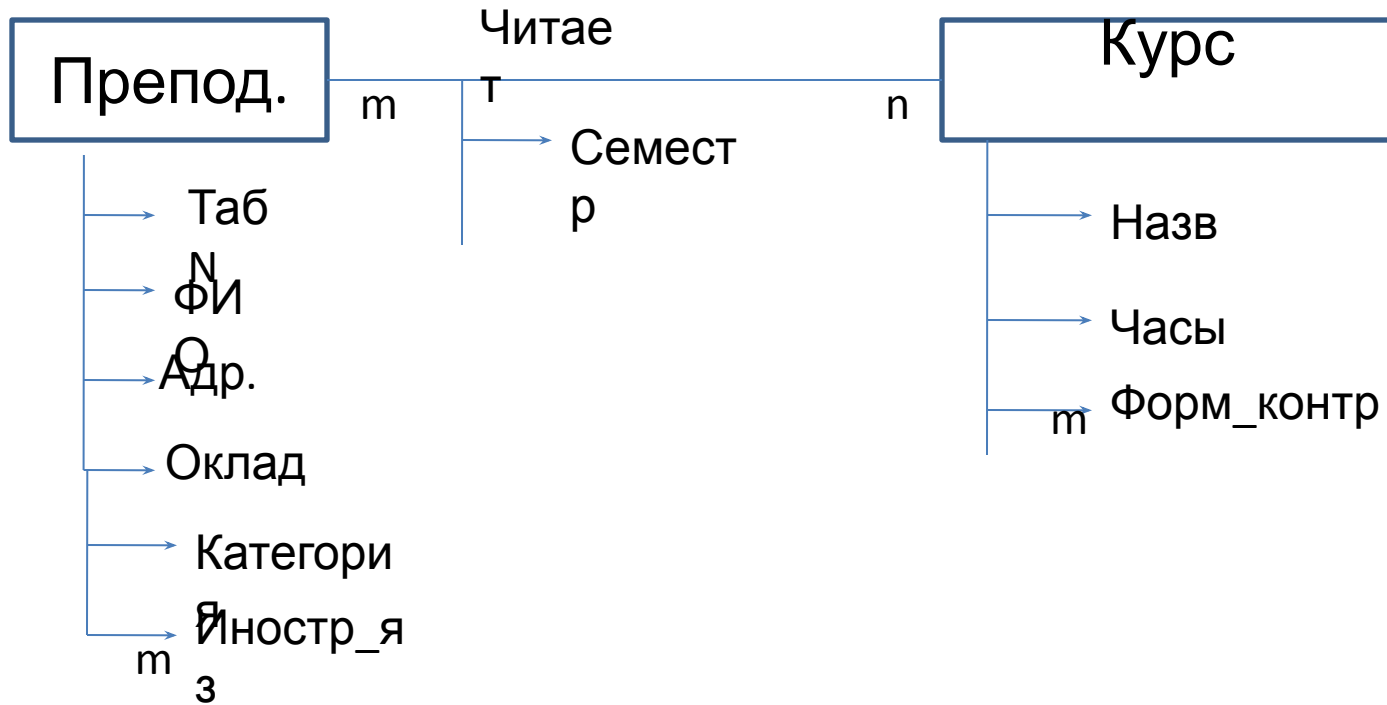 Препод.
Читае
т
Курс
m
n
Семест
р
Таб
N
ФИ
О
Адр.
Оклад
Категори
я
Иностр_я
з
m
Назв
Часы
Форм_контр
m